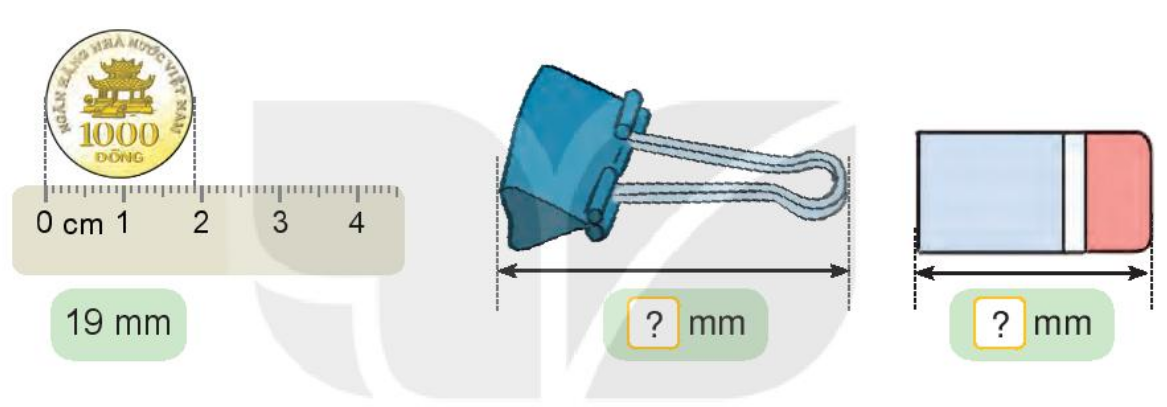 NGÂN HÀNG NHÀ NƯỚC VIỆT NAM
1000
ĐỒNG
0 cm 1 2 3 4
19 mm
? mm
? mm